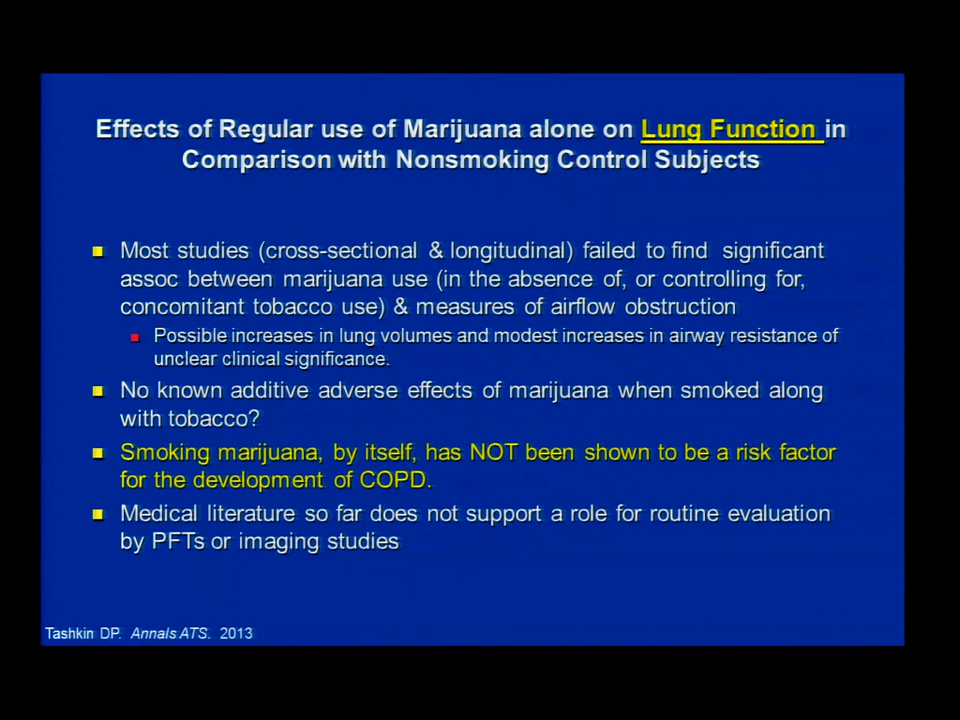 Effects of Regular use of Marijuana alone on Lung Function in
Comparison with Nonsmoking Control Subjects
Most studies (cross-sectional & longitudinal) failed to find significant
assoc between marijuana use (in the absence of, or controlling for,
concomitant tobacco use) & measures of airflow obstruction
Possible increases in lung volumes and modest increases in airway resistance of
unclear clinical significance.
No known additive adverse effects of marijuana when smoked along
with tobacco?
Smoking marijuana, by itself, has NOT been shown to be a risk factor
for the development of COPD.
Medical literature so far does not support a role for routine evaluation
by PFTs or imaging studies
Tashkin DP. Annals ATS. 2013